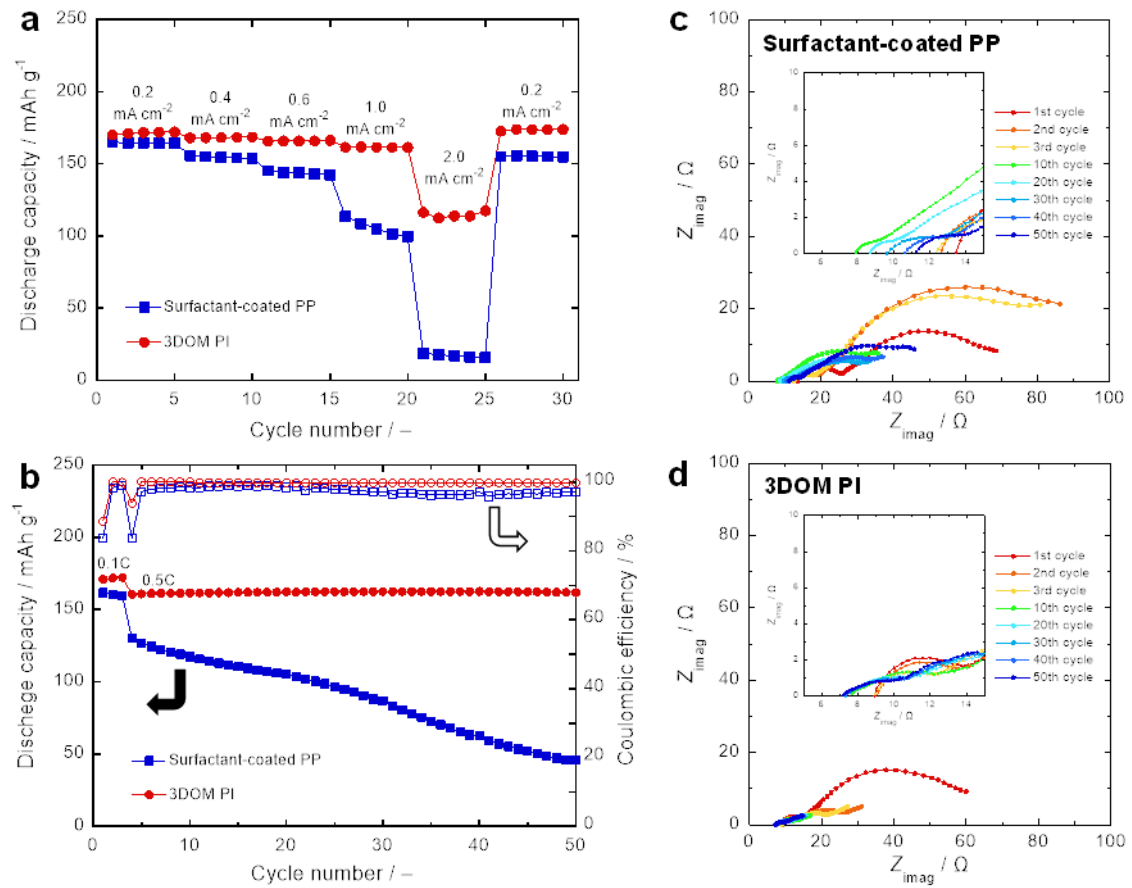 a
250
200
150
100
50
0
Discharge capacity / mAh g⁻¹
0.2
mA cm⁻²
0.4
mA cm⁻²
0.6
mA cm⁻²
1.0
mA cm⁻²
2.0
mA cm⁻²
0.2
mA cm⁻²
Surfactant-coated PP
3DOM PI
0 5 10 15 20 25 30
Cycle number / –
b
250
200
150
100
50
0
Dischege capacity / mAh g⁻¹
0.1C
0.5C
Surfactant-coated PP
3DOM PI
100
80
60
40
20
0
Coulombic efficiency / %
0 10 20 30 40 50
Cycle number / –
c
Surfactant-coated PP
100
80
60
40
20
0
Z imag / Ω
10
8
6
4
2
0
Z imag / Ω
6 8 10 12 14
Z imag / Ω
1st cycle
2nd cycle
3rd cycle
10th cycle
20th cycle
30th cycle
40th cycle
50th cycle
0 20 40 60 80 100
Z imag / Ω
d
3DOM PI
100
80
60
40
20
0
Z imag / Ω
10
8
6
4
2
0
Z imag / Ω
6 8 10 12 14
Z imag / Ω
1st cycle
2nd cycle
3rd cycle
10th cycle
20th cycle
30th cycle
40th cycle
50th cycle
0 20 40 60 80 100
Z imag / Ω